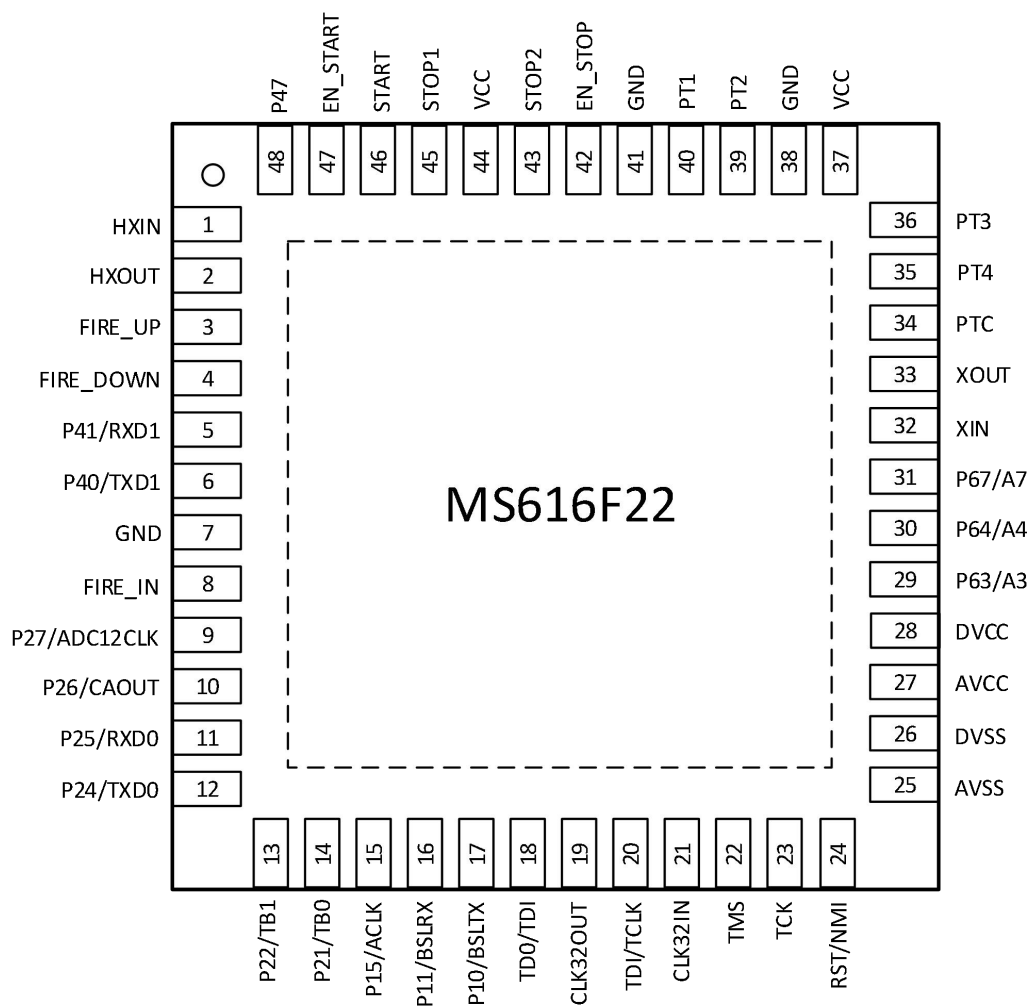 P47
EN_START
START
STOP1
VCC
STOP2
EN_STOP
GND
PT1
PT2
GND
VCC
48 47 46 45 44 43 42 41 40 39 38 37
HXIN 1
HXOUT 2
FIRE_UP 3
FIRE_DOWN 4
P41/RXD1 5
P40/TXD1 6
GND 7
FIRE_IN 8
P27/ADC12CLK 9
P26/CAOUT 10
P25/RXD0 11
P24/TXD0 12
MS616F22
36 PT3
35 PT4
34 PTC
33 XOUT
32 XIN
31 P67/A7
30 P64/A4
29 P63/A3
28 DVCC
27 AVCC
26 DVSS
25 AVSS
13 14 15 16 17 18 19 20 21 22 23 24
P22/TB1
P21/TB0
P15/ACLK
P11/BSLRX
P10/BSLTX
TD0/TDI
CLK32OUT
TDI/TCLK
CLK32IN
TMS
TCK
RST/NMI